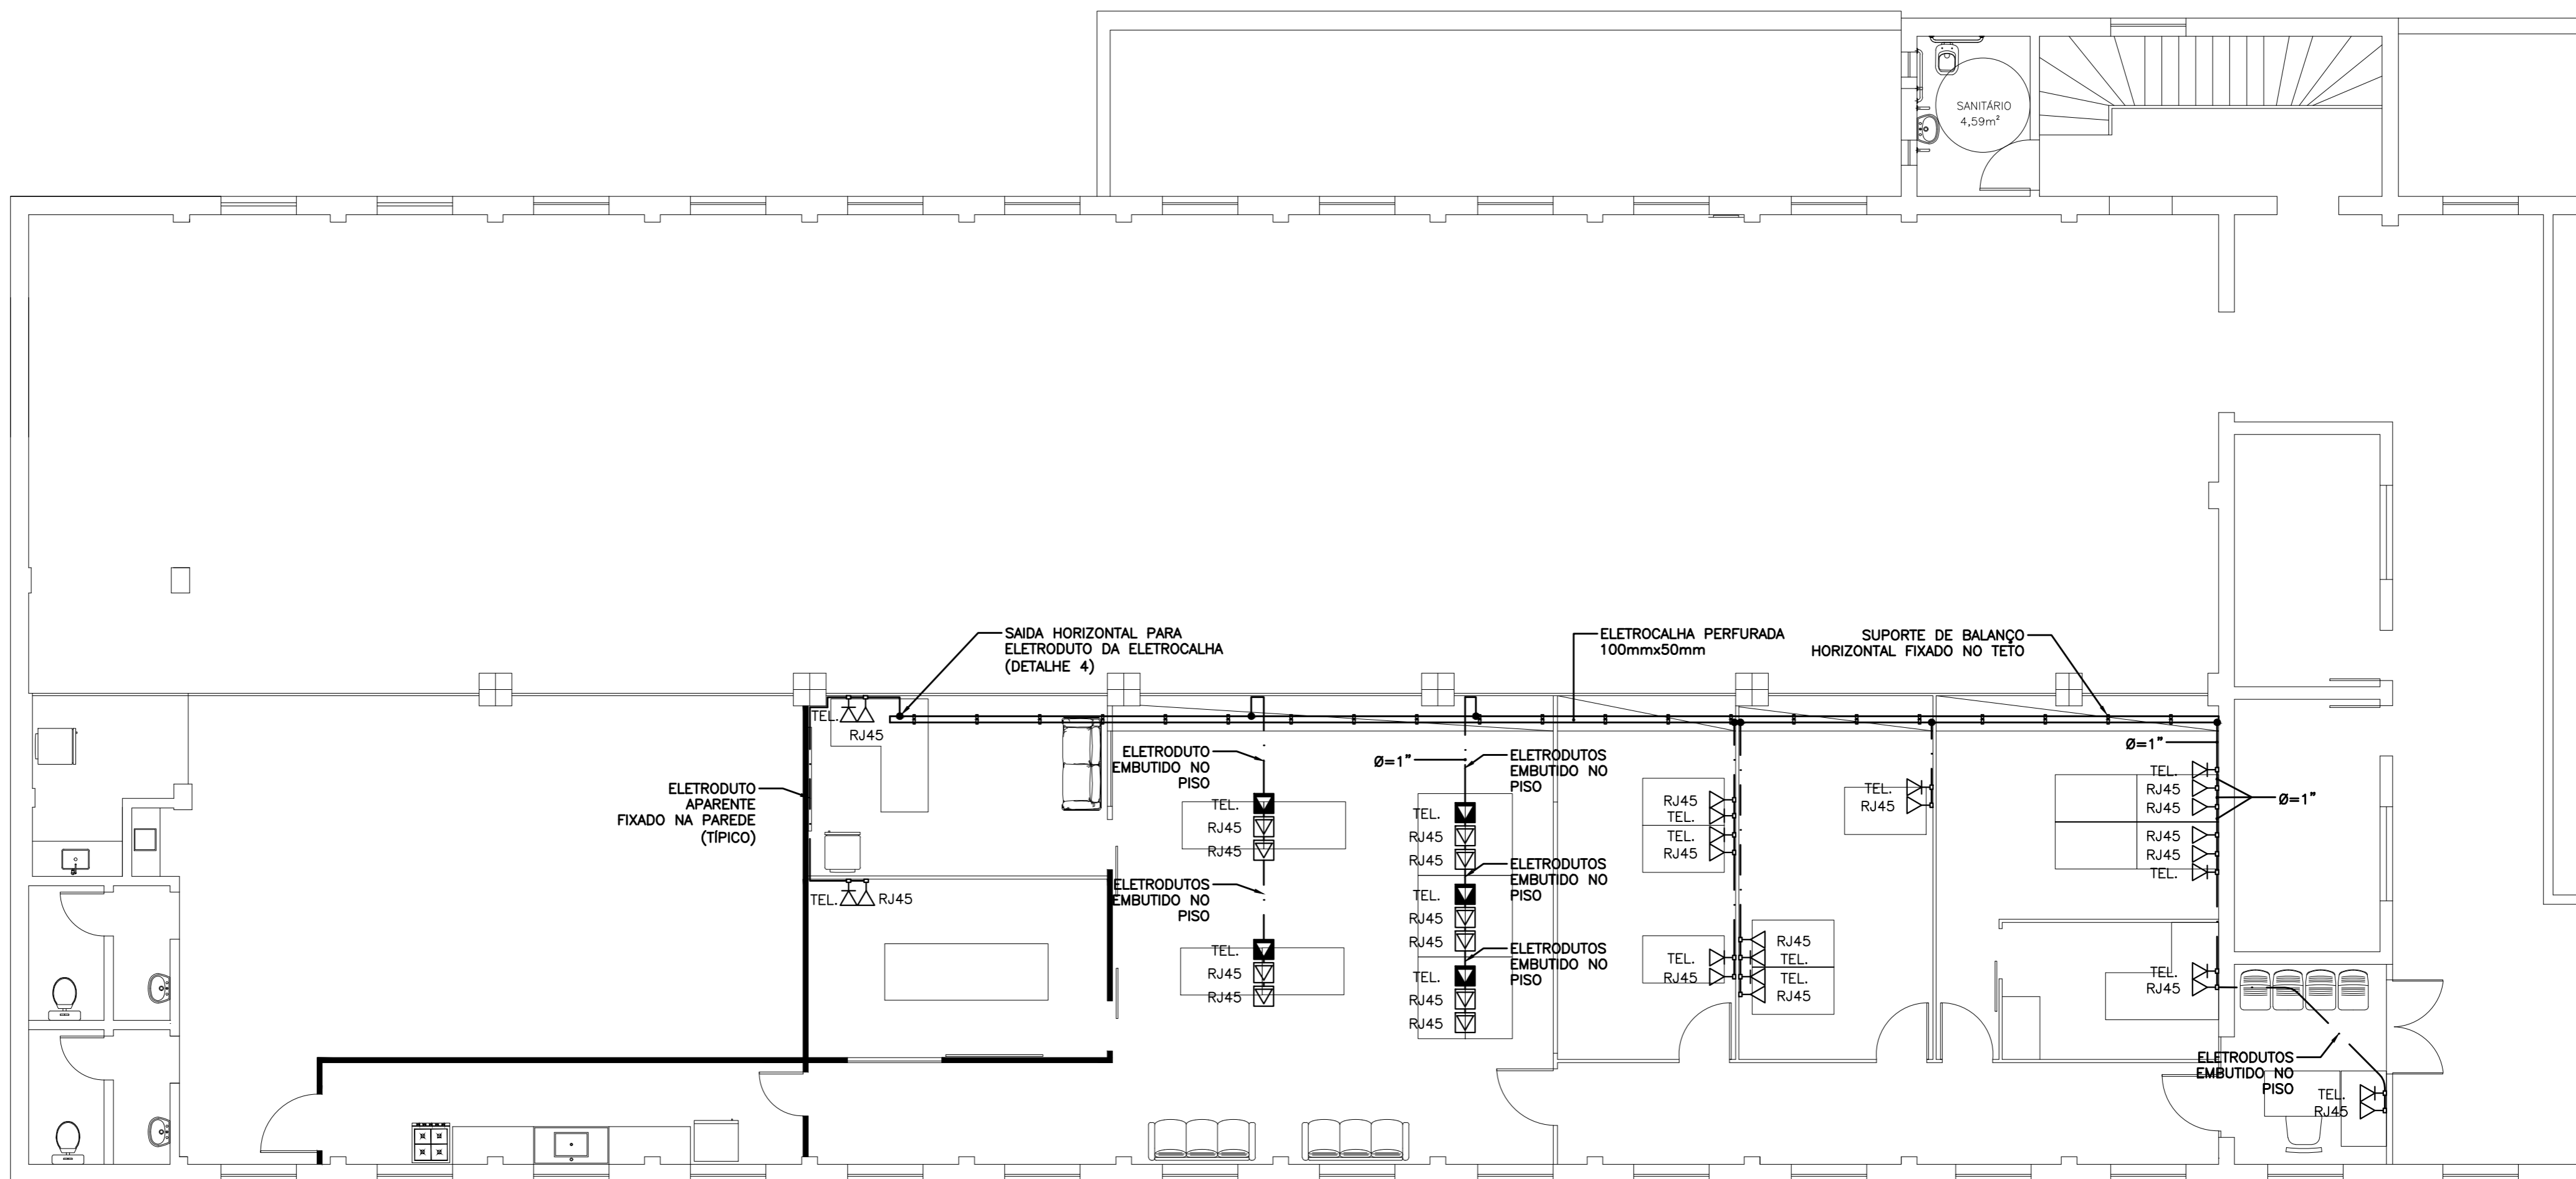 SANITÁRIO
4,59m²
SAIDA HORIZONTAL PARA
ELETRODUTO DA ELETROCALHA
(DETALHE 4)
ELETROCALHA PERFURADA
100mmx50mm
SUPORTE DE BALANÇO
HORIZONTAL FIXADO NO TETO
TEL.
RJ45
ELETRODUTO
APARENTE
FIXADO NA PAREDE
(TÍPICO)
TEL.
RJ45
ELETRODUTO
EMBUTIDO NO
PISO
TEL.
RJ45
RJ45
ELETRODUTOS
EMBUTIDO NO
PISO
TEL.
RJ45
RJ45
Ø=1"
ELETRODUTOS
EMBUTIDO NO
PISO
TEL.
RJ45
RJ45
ELETRODUTOS
EMBUTIDO NO
PISO
TEL.
RJ45
RJ45
ELETRODUTOS
EMBUTIDO NO
PISO
TEL.
RJ45
RJ45
RJ45
TEL.
TEL.
RJ45
TEL.
RJ45
TEL.
RJ45
RJ45
TEL.
TEL.
RJ45
Ø=1"
TEL.
RJ45
RJ45
Ø=1"
RJ45
RJ45
TEL.
TEL.
RJ45
ELETRODUTOS
EMBUTIDO NO
PISO
TEL.
RJ45